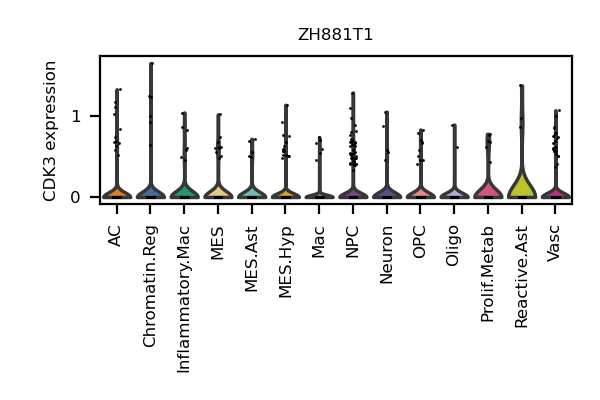 ZH881T1
CDK3 expression
1
0
AC
Chromatin.Reg
Inflammatory.Mac
MES
MES.Ast
MES.Hyp
Mac
NPC
Neuron
OPC
Oligo
Prolif.Metab
Reactive.Ast
Vasc